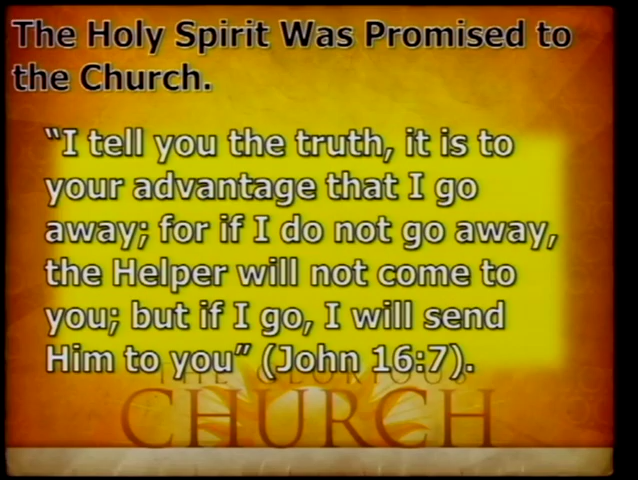 The Holy Spirit Was Promised to
the Church.
“I tell you the truth, it is to
your advantage that I go
away; for if I do not go away,
the Helper will not come to
you; but if I go, I will send
Him to you” (John 16:7).
THE GLORIOUS
CHURCH